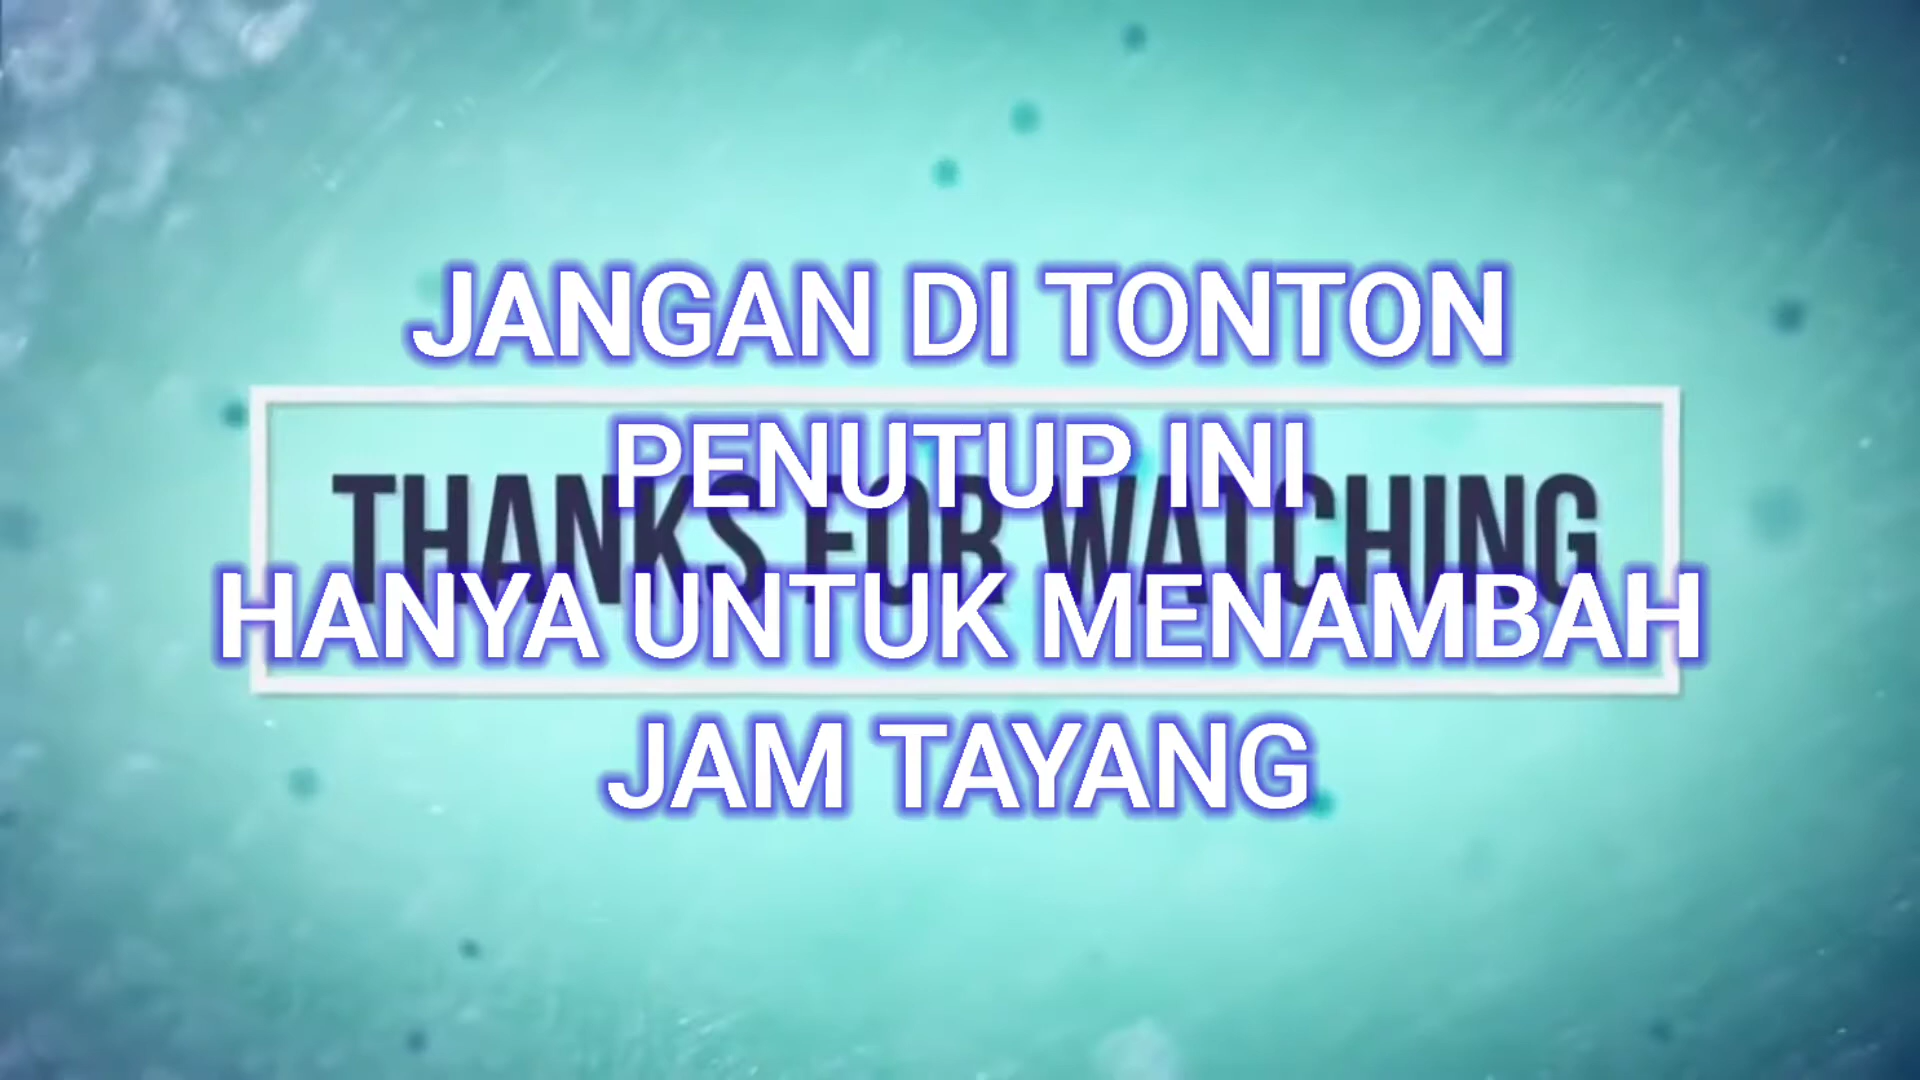 JANGAN DI TONTON
PENUTUP INI
THANKS FOR WATCHING
HANYA UNTUK MENAMBAH
JAM TAYANG